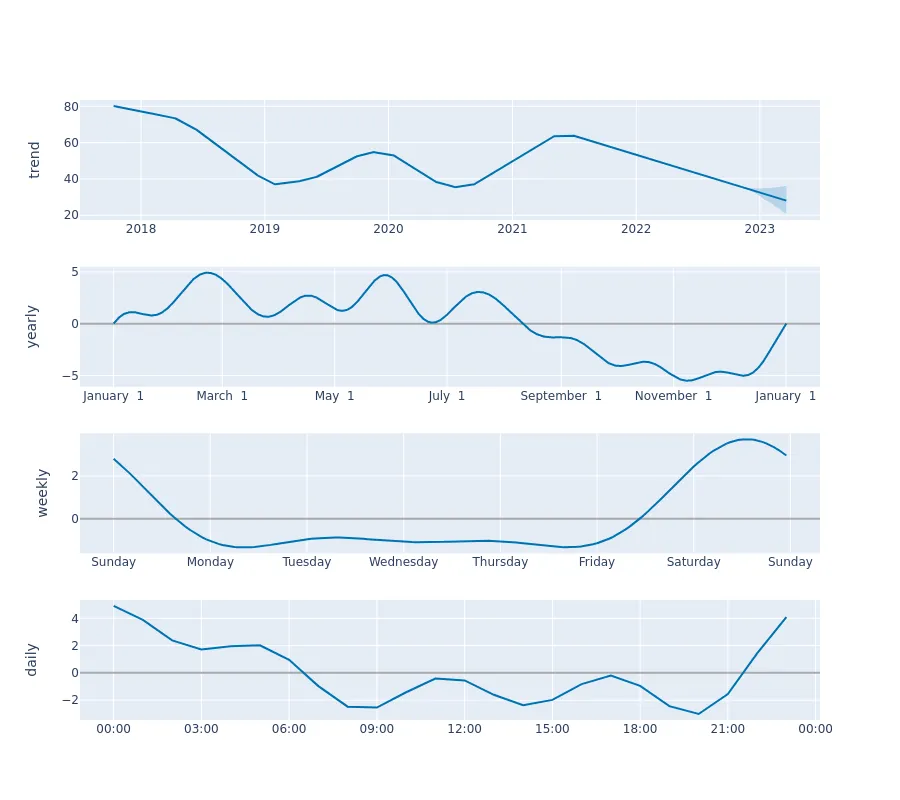 trend
80
60
40
20
2018 2019 2020 2021 2022 2023
yearly
5
0
−5
January 1 March 1 May 1 July 1 September 1 November 1 January 1
weekly
2
0
Sunday Monday Tuesday Wednesday Thursday Friday Saturday Sunday
daily
4
2
0
−2
00:00 03:00 06:00 09:00 12:00 15:00 18:00 21:00 00:00